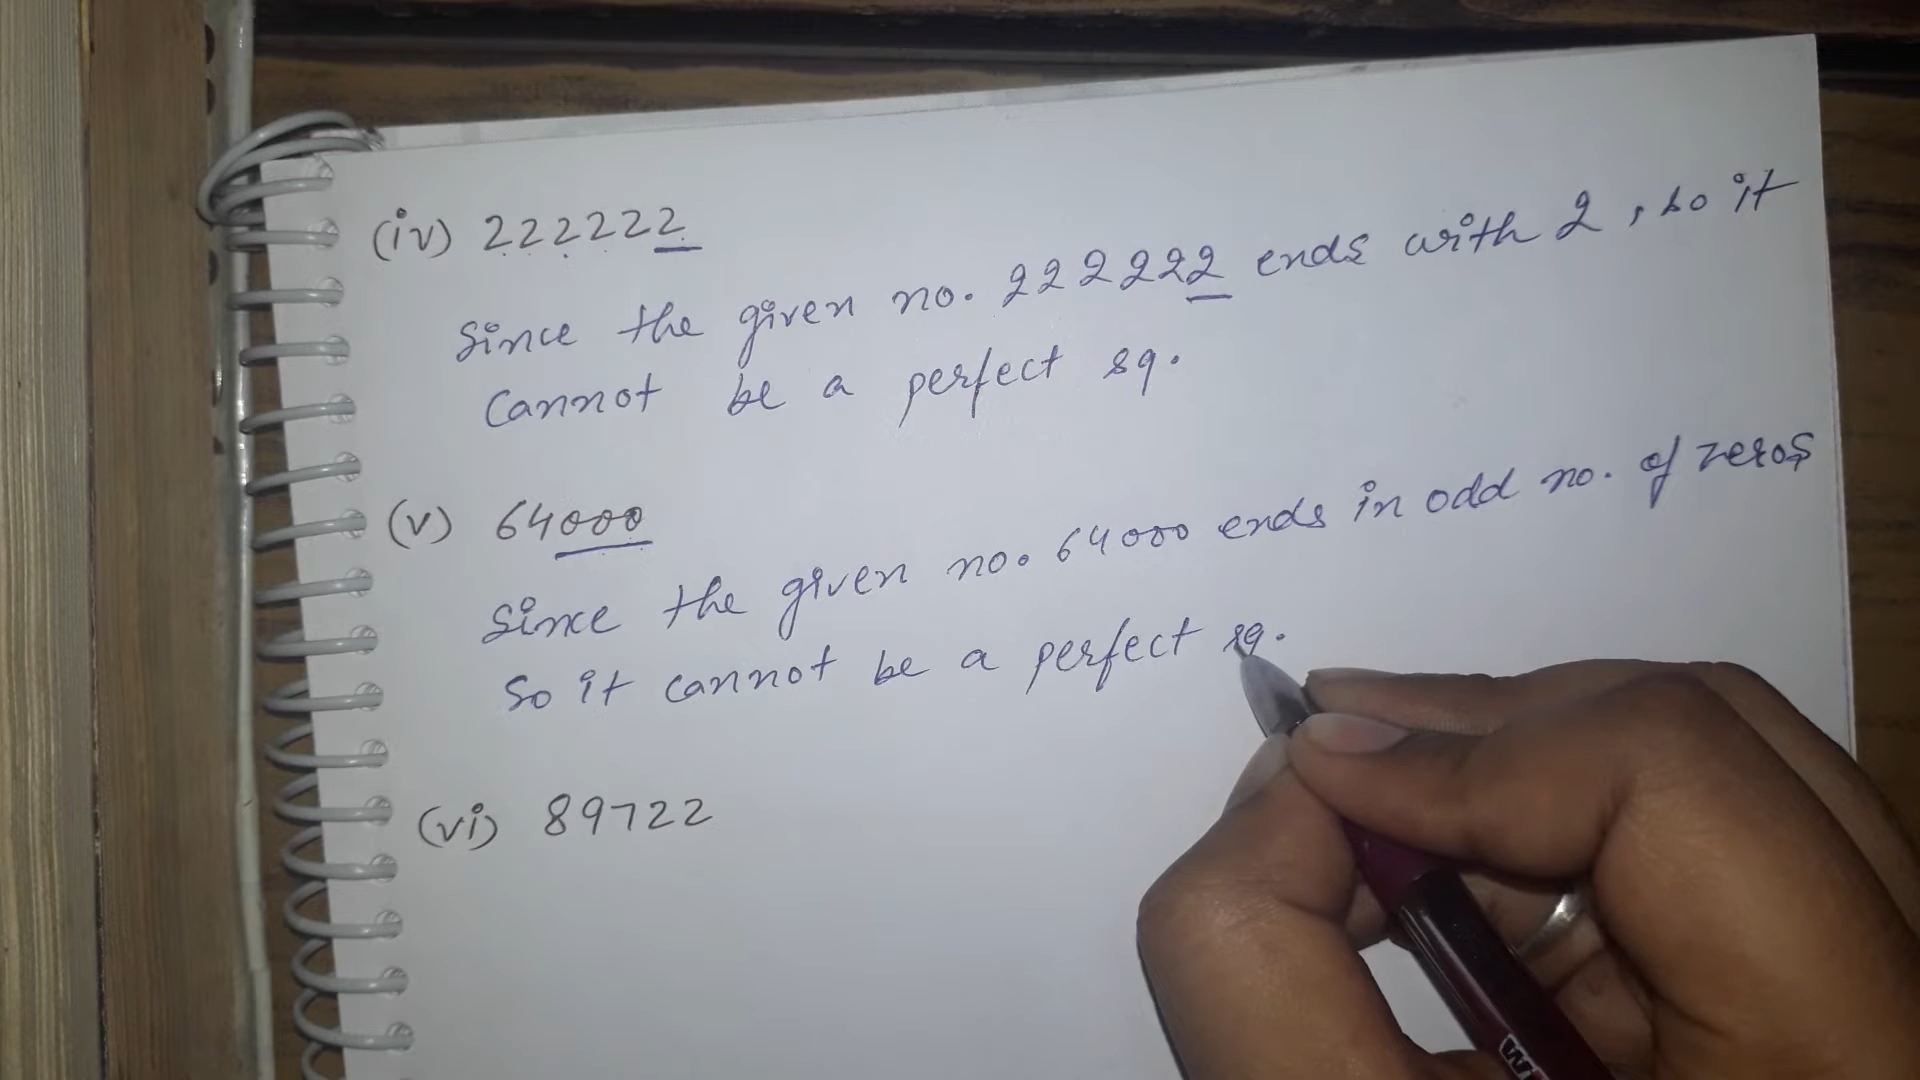 (iv) 222222
Since the given no. 222222 ends with 2, so it
cannot be a perfect sq.
(v) 64000
Since the given no. 64000 ends in odd no. of zeros,
So it cannot be a perfect sq.
(vi) 89722